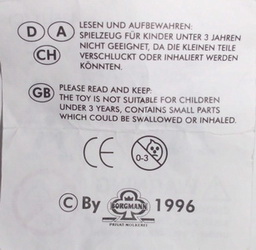 D A LESEN UND AUFBEWAHREN:
SPIELZEUG FÜR KINDER UNTER 3 JAHREN
CH NICHT GEEIGNET, DA DIE KLEINEN TEILE
VERSCHLUCKT ODER INHALIERT WERDEN
KÖNNTEN.
GB PLEASE READ AND KEEP:
THE TOY IS NOT SUITABLE FOR CHILDREN
UNDER 3 YEARS, CONTAINS SMALL PARTS
WHICH COULD BE SWALLOWED OR INHALED.
CE 0-3
© By BORGMANN 1996
PRIVAT-MOLKEREI